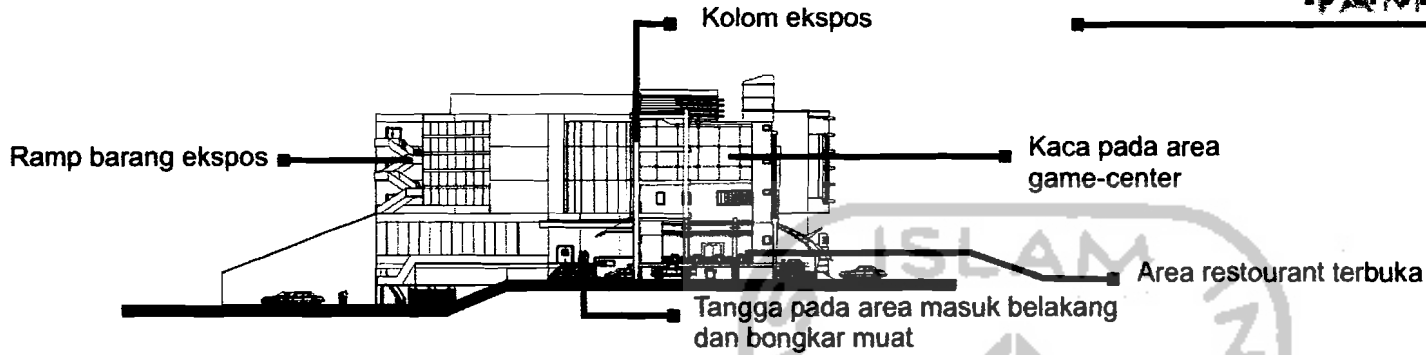 Kolom ekspos
Ramp barang ekspos
Kaca pada area
game-center
ISLAM
Area restourant terbuka
Tangga pada area masuk belakang
dan bongkar muat